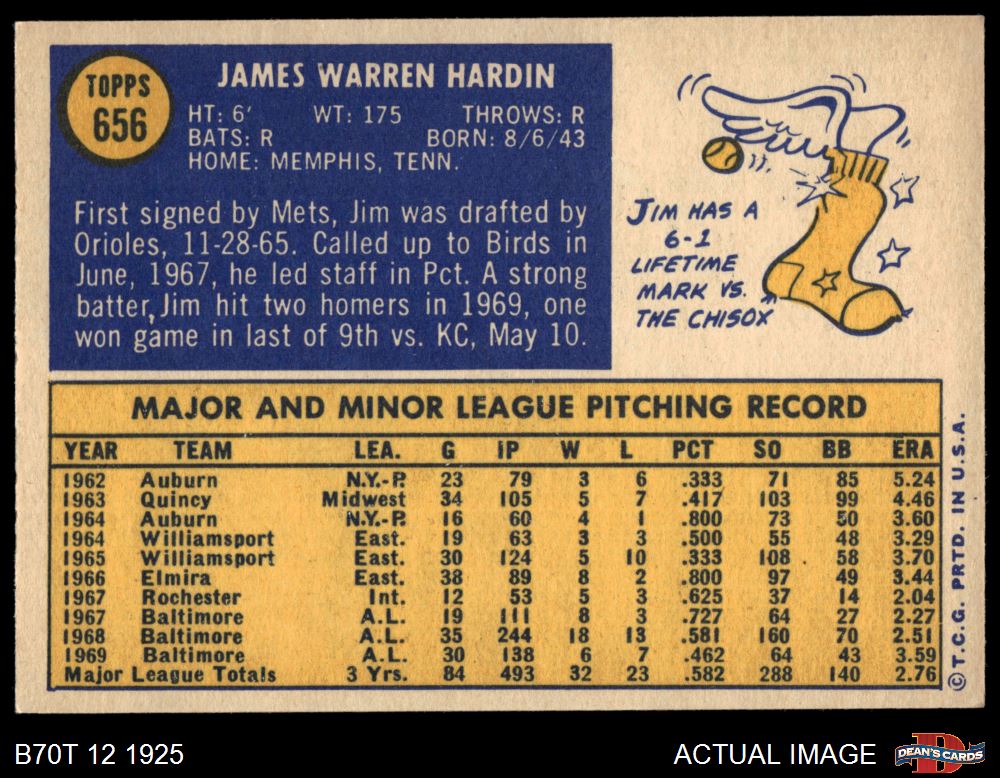 TOPPS
656
JAMES WARREN HARDIN
HT: 6' WT: 175 THROWS: R
BATS: R BORN: 8/6/43
HOME: MEMPHIS, TENN.
First signed by Mets, Jim was drafted by
Orioles, 11-28-65. Called up to Birds in
June, 1967, he led staff in Pct. A strong
batter, Jim hit two homers in 1969, one
won game in last of 9th vs. KC, May 10.
JIM HAS A
6-1
LIFETIME
MARK VS.
THE CHISOX
MAJOR AND MINOR LEAGUE PITCHING RECORD
YEAR TEAM LEA. G IP W L PCT SO BB ERA
1962 Auburn N.Y.-P. 23 79 3 6 .333 71 85 5.24
1963 Quincy Midwest 34 105 5 7 .417 103 99 4.46
1964 Auburn N.Y.-P. 16 60 4 1 .800 73 50 3.60
1964 Williamsport East. 19 63 3 3 .500 55 48 3.29
1965 Williamsport East. 30 124 5 10 .333 108 58 3.70
1966 Elmira East. 38 89 8 2 .800 97 49 3.44
1967 Rochester Int. 12 53 5 3 .625 37 14 2.04
1967 Baltimore A.L. 19 111 8 3 .727 64 27 2.27
1968 Baltimore A.L. 35 244 18 13 .581 160 70 2.51
1969 Baltimore A.L. 30 138 6 7 .462 64 43 3.59
Major League Totals 3 Yrs. 84 493 32 23 .582 288 140 2.76
©T.C.G. PRTD. IN U.S.A.
B70T 12 1925
ACTUAL IMAGE
DEAN'S CARDS